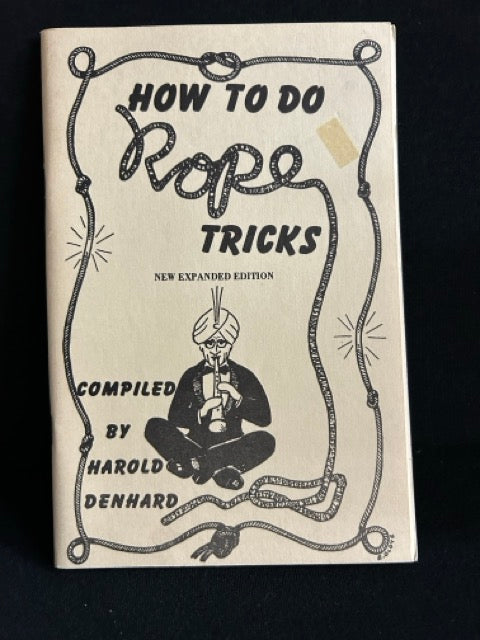 HOW TO DO
Rope
TRICKS
NEW EXPANDED EDITION
COMPILED
BY
HAROLD
DENHARD